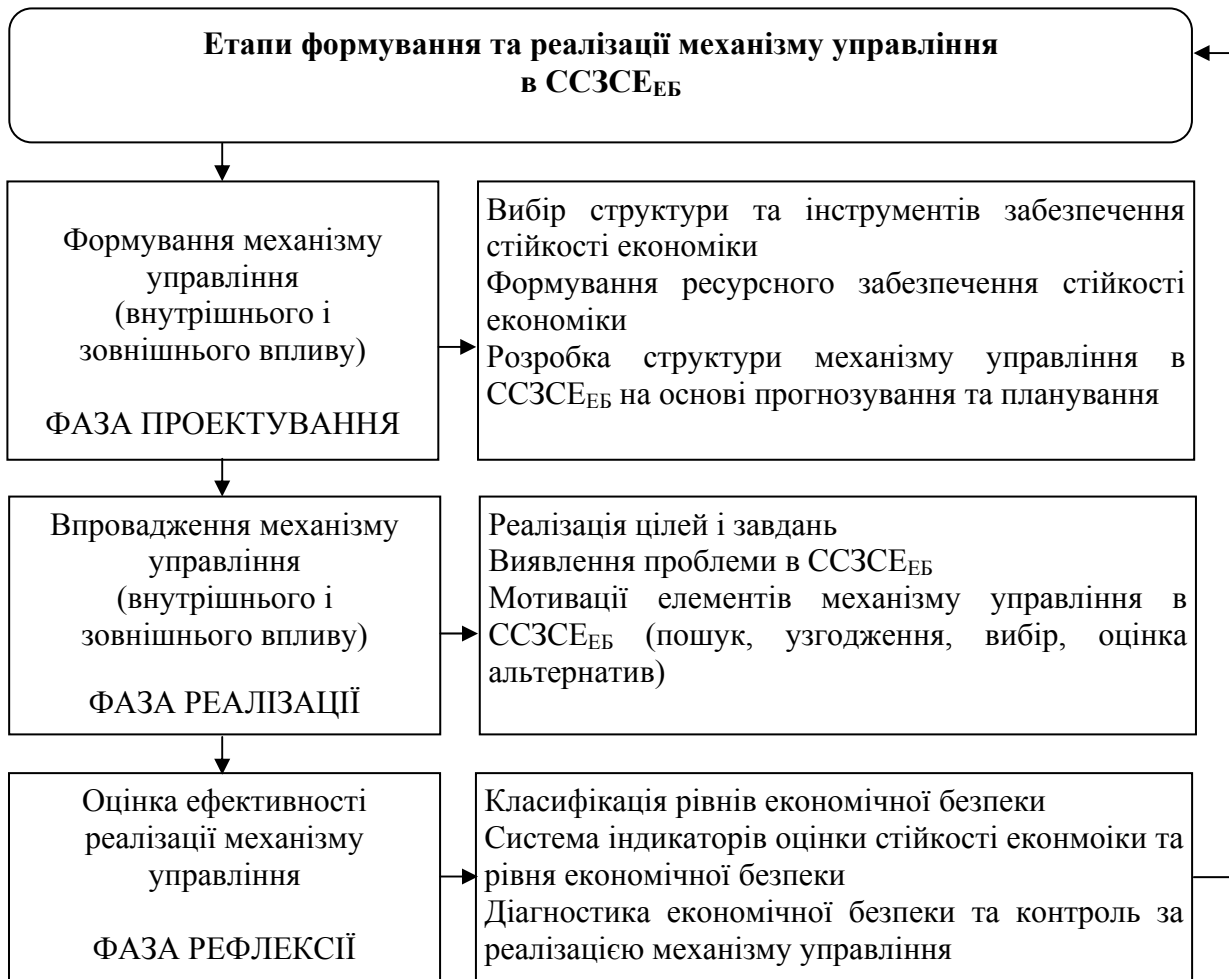 Етапи формування та реалізації механізму управління
в ССЗСЕЕБ
Формування механізму
управління
(внутрішнього і
зовнішнього впливу)
ФАЗА ПРОЕКТУВАННЯ
Вибір структури та інструментів забезпечення
стійкості економіки
Формування ресурсного забезпечення стійкості
економіки
Розробка структури механізму управління в
ССЗСЕЕБ на основі прогнозування та планування
Впровадження механізму
управління
(внутрішнього і
зовнішнього впливу)
ФАЗА РЕАЛІЗАЦІЇ
Реалізація цілей і завдань
Виявлення проблеми в ССЗСЕЕБ
Мотивації елементів механізму управління в
ССЗСЕЕБ (пошук, узгодження, вибір, оцінка
альтернатив)
Оцінка ефективності
реалізації механізму
управління
ФАЗА РЕФЛЕКСІЇ
Класифікація рівнів економічної безпеки
Система індикаторів оцінки стійкості еконмоіки та
рівня економічної безпеки
Діагностика економічної безпеки та контроль за
реалізацією механізму управління